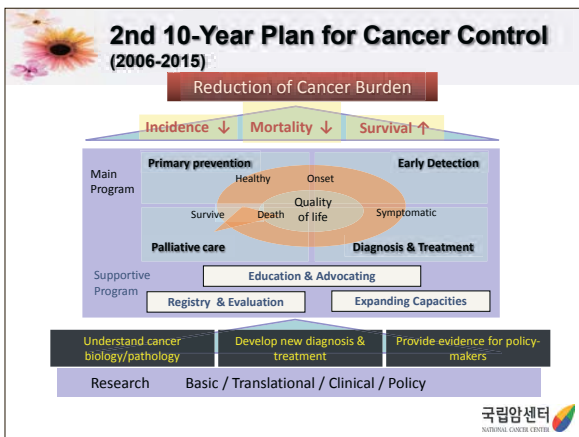 2nd 10-Year Plan for Cancer Control
(2006-2015)
Reduction of Cancer Burden
Incidence ↓ Mortality ↓ Survival ↑
Main
Program
Primary prevention
Early Detection
Healthy
Onset
Quality
of life
Survive
Death
Symptomatic
Palliative care
Diagnosis & Treatment
Supportive
Program
Education & Advocating
Registry & Evaluation
Expanding Capacities
Understand cancer
biology/pathology
Develop new diagnosis &
treatment
Provide evidence for policy-
makers
Research Basic / Translational / Clinical / Policy
국립암센터
NATIONAL CANCER CENTER